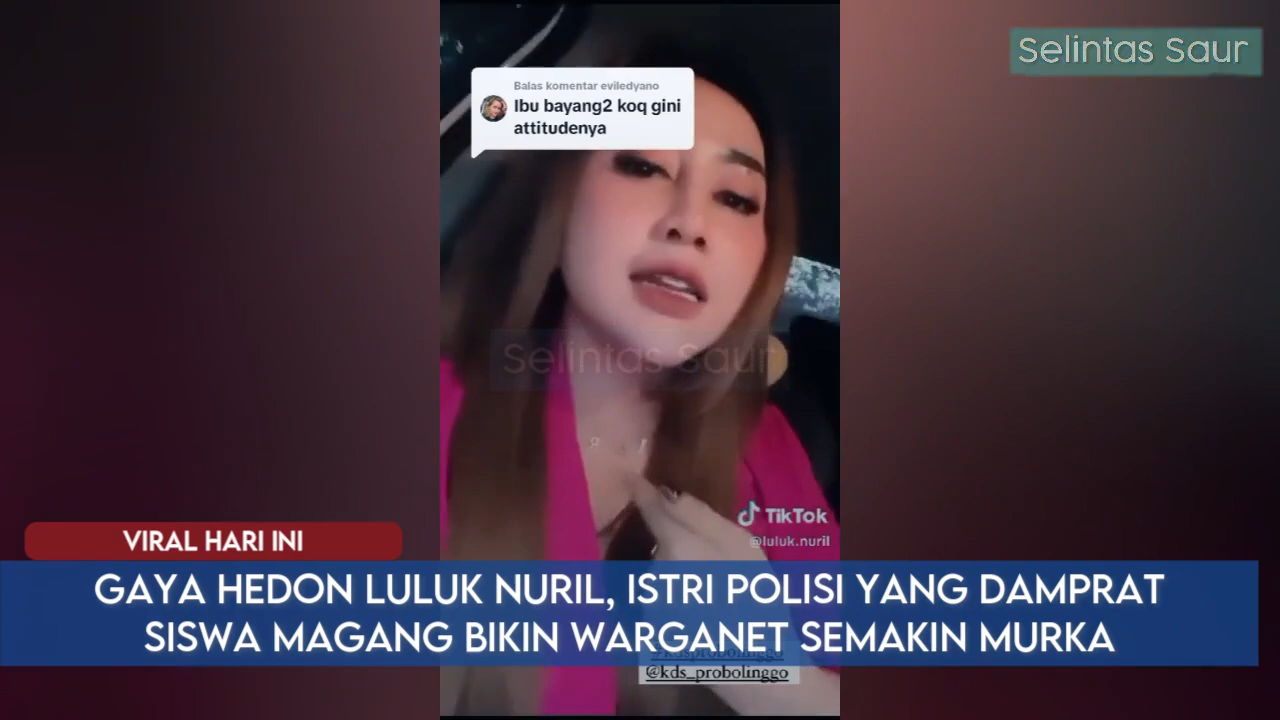 Selintas Saur
Balas komentar eviledyano
Ibu bayang2 koq gini
attitudenya
Selintas Saur
TikTok
@luluk.nuril
VIRAL HARI INI
GAYA HEDON LULUK NURIL, ISTRI POLISI YANG DAMPRAT
SISWA MAGANG BIKIN WARGANET SEMAKIN MURKA
#kdsprobolinggo
@kds_probolinggo